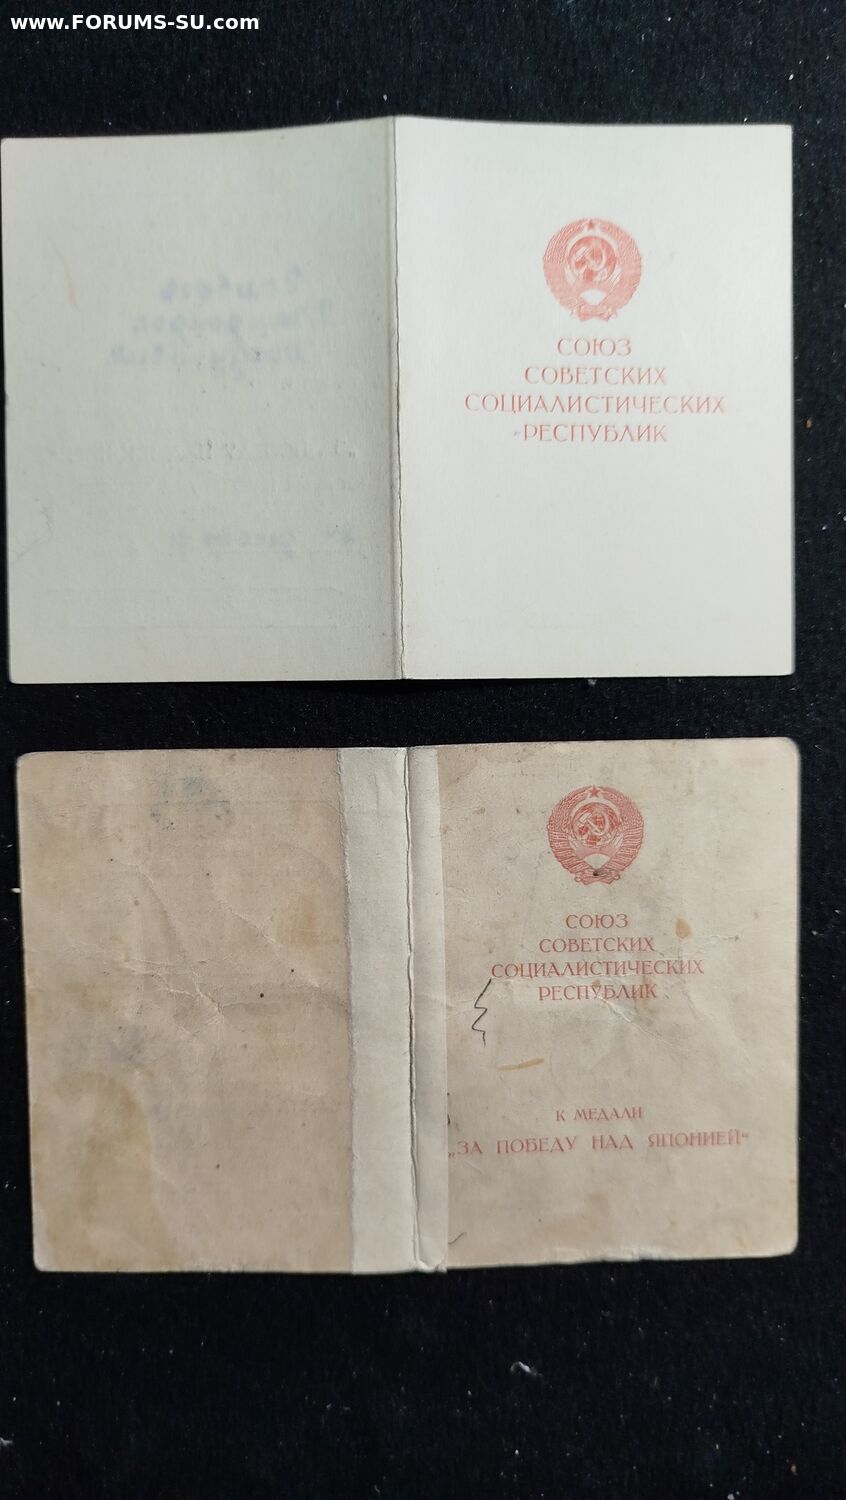 www.FORUMS-SU.com
СОЮЗ
СОВЕТСКИХ
СОЦИАЛИСТИЧЕСКИХ
РЕСПУБЛИК
СОЮЗ
СОВЕТСКИХ
СОЦИАЛИСТИЧЕСКИХ
РЕСПУБЛИК
К МЕДАЛИ
„ЗА ПОБЕДУ НАД ЯПОНИЕЙ“